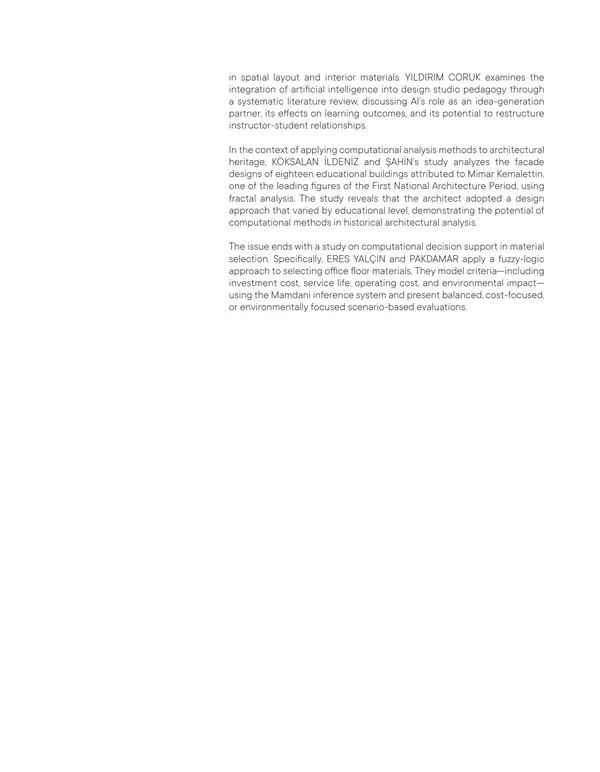 in spatial layout and interior materials. YILDIRIM CORUK examines the
integration of artificial intelligence into design studio pedagogy through
a systematic literature review, discussing AI's role as an idea-generation
partner, its effects on learning outcomes, and its potential to restructure
instructor-student relationships.
In the context of applying computational analysis methods to architectural
heritage, KÖKSALAN İLDENİZ and ŞAHİN's study analyzes the facade
designs of eighteen educational buildings attributed to Mimar Kemalettin,
one of the leading figures of the First National Architecture Period, using
fractal analysis. The study reveals that the architect adopted a design
approach that varied by educational level, demonstrating the potential of
computational methods in historical architectural analysis.
The issue ends with a study on computational decision support in material
selection. Specifically, ERES YALÇIN and PAKDAMAR apply a fuzzy-logic
approach to selecting office floor materials. They model criteria—including
investment cost, service life, operating cost, and environmental impact—
using the Mamdani inference system and present balanced, cost-focused,
or environmentally focused scenario-based evaluations.